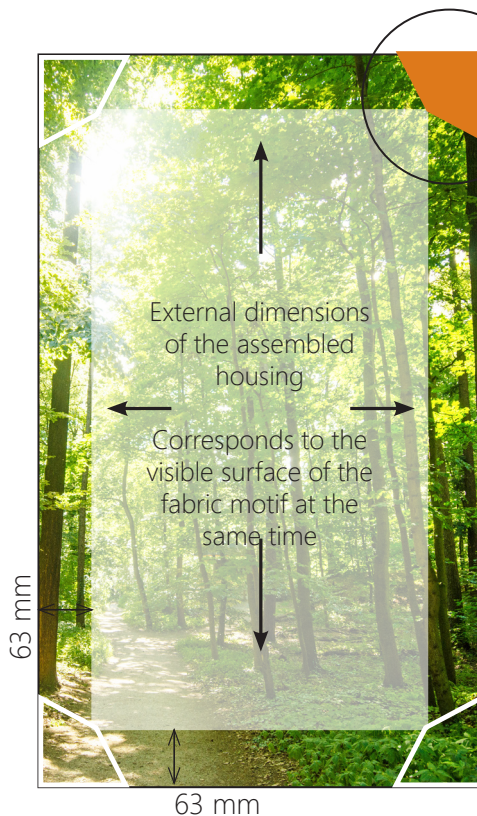 External dimensions
of the assembled
housing
Corresponds to the
visible surface of the
fabric motif at the
same time
63 mm
63 mm